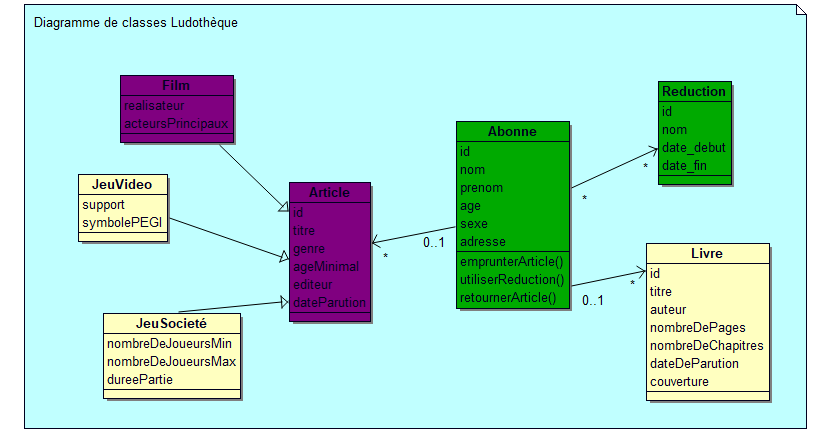 Diagramme de classes Ludothèque
Film
realisateur
acteursPrincipaux
JeuVideo
support
symbolePEGI
JeuSocieté
nombreDeJoueursMin
nombreDeJoueursMax
dureePartie
Article
id
titre
genre
ageMinimal
editeur
dateParution
*
0..1
Abonne
id
nom
prenom
age
sexe
adresse
emprunterArticle()
utiliserReduction()
retournerArticle()
*
*
Reduction
id
nom
date_debut
date_fin
0..1
*
Livre
id
titre
auteur
nombreDePages
nombreDeChapitres
dateDeParution
couverture